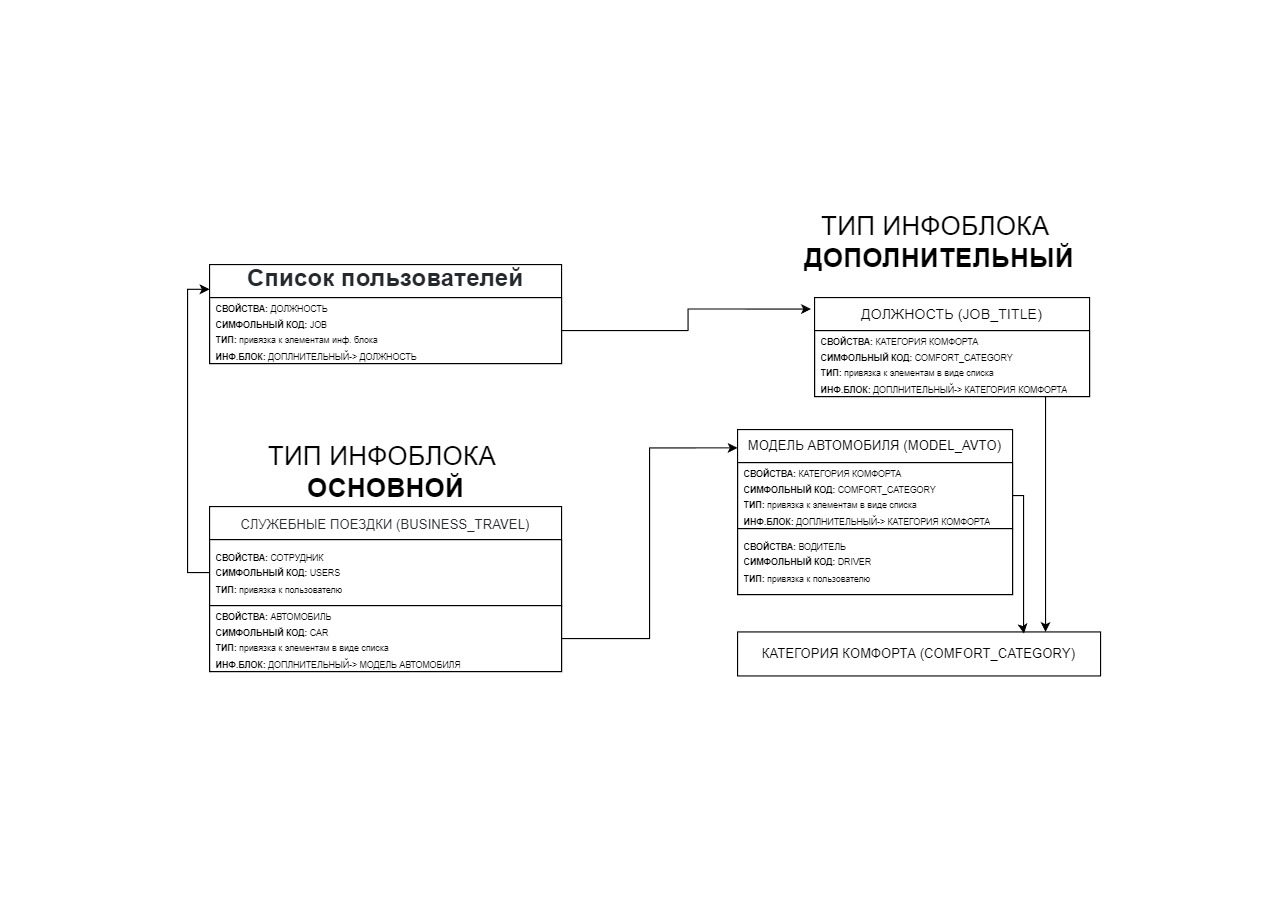 ТИП ИНФОБЛОКА
ДОПОЛНИТЕЛЬНЫЙ
Список пользователей
СВОЙСТВА: ДОЛЖНОСТЬ
СИМФОЛЬНЫЙ КОД: JOB
ТИП: привязка к элементам инф. блока
ИНФ.БЛОК: ДОПЛНИТЕЛЬНЫЙ-> ДОЛЖНОСТЬ
ДОЛЖНОСТЬ (JOB_TITLE)
СВОЙСТВА: КАТЕГОРИЯ КОМФОРТА
СИМФОЛЬНЫЙ КОД: COMFORT_CATEGORY
ТИП: привязка к элементам в виде списка
ИНФ.БЛОК: ДОПЛНИТЕЛЬНЫЙ-> КАТЕГОРИЯ КОМФОРТА
ТИП ИНФОБЛОКА
ОСНОВНОЙ
СЛУЖЕБНЫЕ ПОЕЗДКИ (BUSINESS_TRAVEL)
СВОЙСТВА: СОТРУДНИК
СИМФОЛЬНЫЙ КОД: USERS
ТИП: привязка к пользователю
СВОЙСТВА: АВТОМОБИЛЬ
СИМФОЛЬНЫЙ КОД: CAR
ТИП: привязка к элементам в виде списка
ИНФ.БЛОК: ДОПЛНИТЕЛЬНЫЙ-> МОДЕЛЬ АВТОМОБИЛЯ
МОДЕЛЬ АВТОМОБИЛЯ (MODEL_AVTO)
СВОЙСТВА: КАТЕГОРИЯ КОМФОРТА
СИМФОЛЬНЫЙ КОД: COMFORT_CATEGORY
ТИП: привязка к элементам в виде списка
ИНФ.БЛОК: ДОПЛНИТЕЛЬНЫЙ-> КАТЕГОРИЯ КОМФОРТА
СВОЙСТВА: ВОДИТЕЛЬ
СИМФОЛЬНЫЙ КОД: DRIVER
ТИП: привязка к пользователю
КАТЕГОРИЯ КОМФОРТА (COMFORT_CATEGORY)